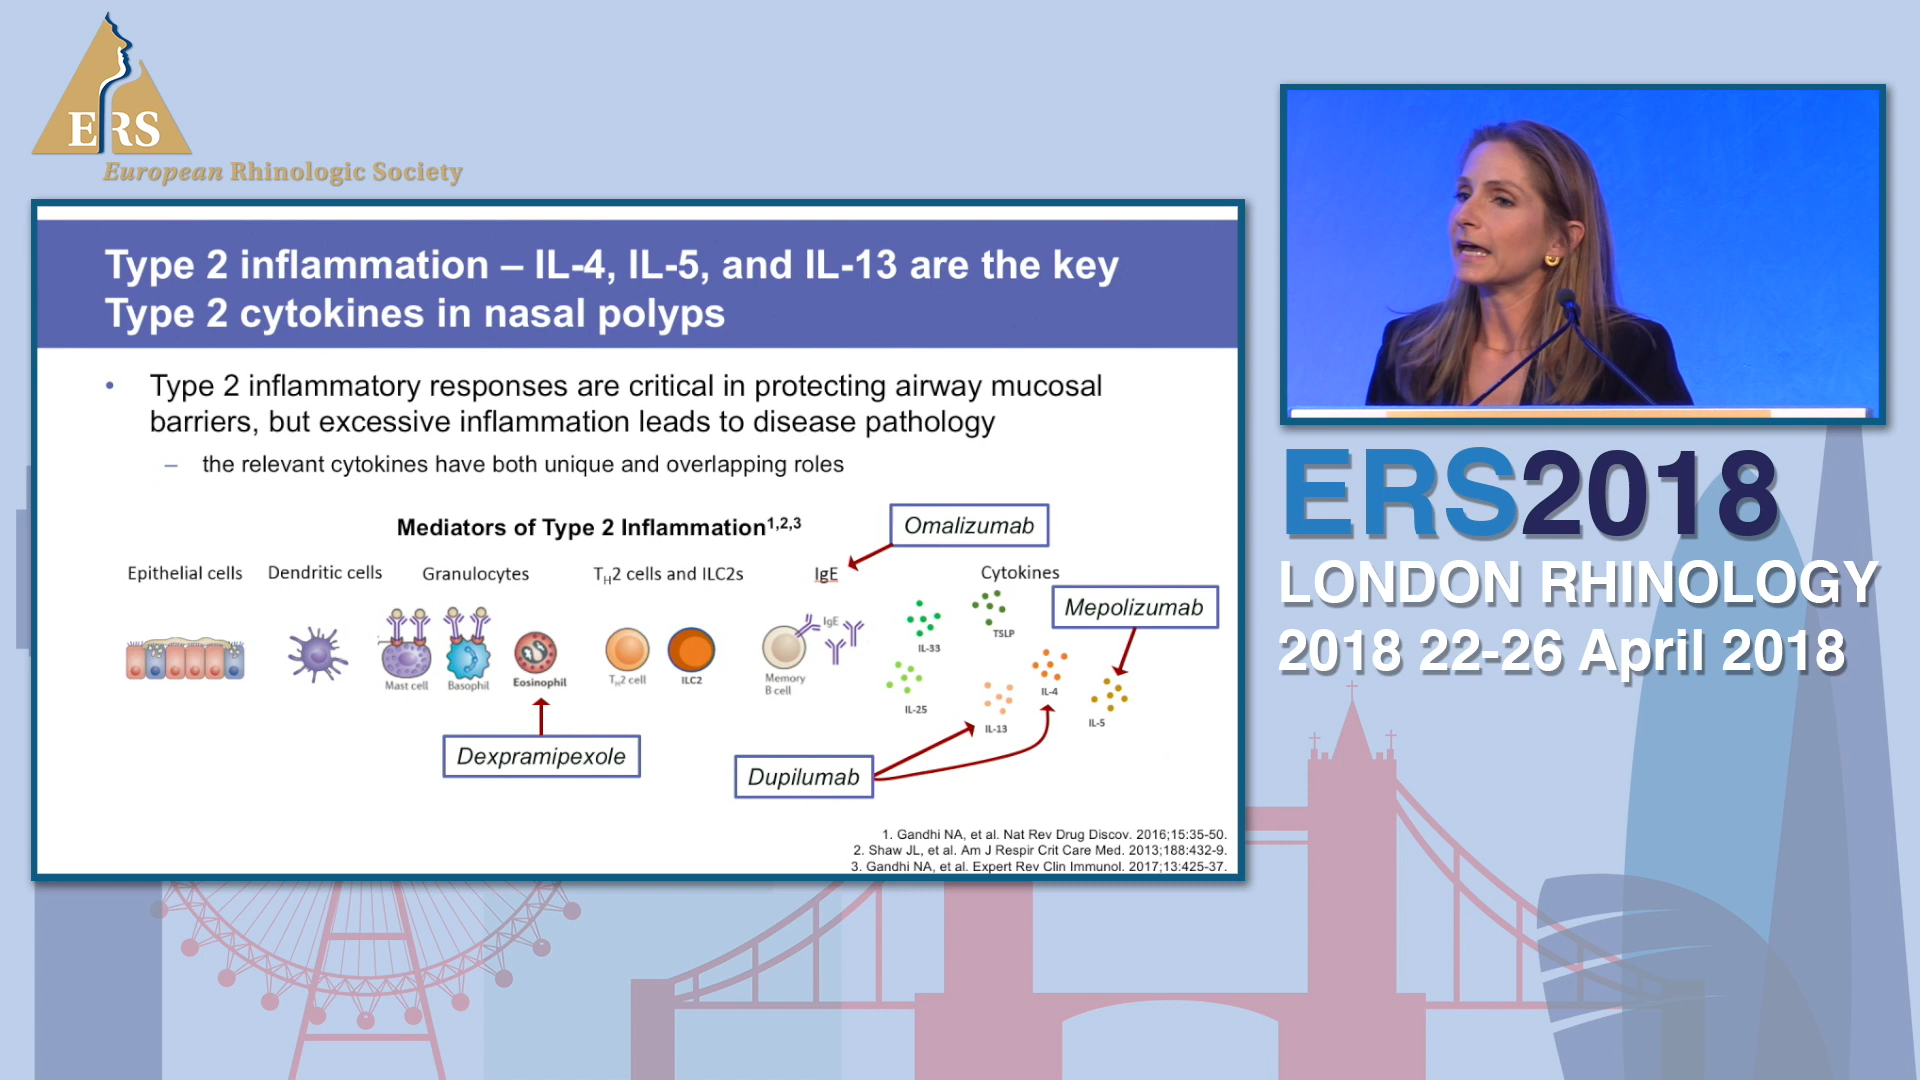 ERS
European Rhinologic Society
Type 2 inflammation – IL-4, IL-5, and IL-13 are the key
Type 2 cytokines in nasal polyps
• Type 2 inflammatory responses are critical in protecting airway mucosal
barriers, but excessive inflammation leads to disease pathology
– the relevant cytokines have both unique and overlapping roles
Mediators of Type 2 Inflammation1,2,3
Omalizumab
Epithelial cells
Dendritic cells
Granulocytes
TH2 cells and ILC2s
IgE
Cytokines
Mepolizumab
IgE
TSLP
IL-33
Mast cell
Basophil
Eosinophil
TH2 cell
ILC2
Memory
B cell
IL-4
IL-25
IL-13
IL-5
Dexpramipexole
Dupilumab
1. Gandhi NA, et al. Nat Rev Drug Discov. 2016;15:35-50.
2. Shaw JL, et al. Am J Respir Crit Care Med. 2013;188:432-9.
3. Gandhi NA, et al. Expert Rev Clin Immunol. 2017;13:425-37.
ERS2018
LONDON RHINOLOGY
2018 22-26 April 2018